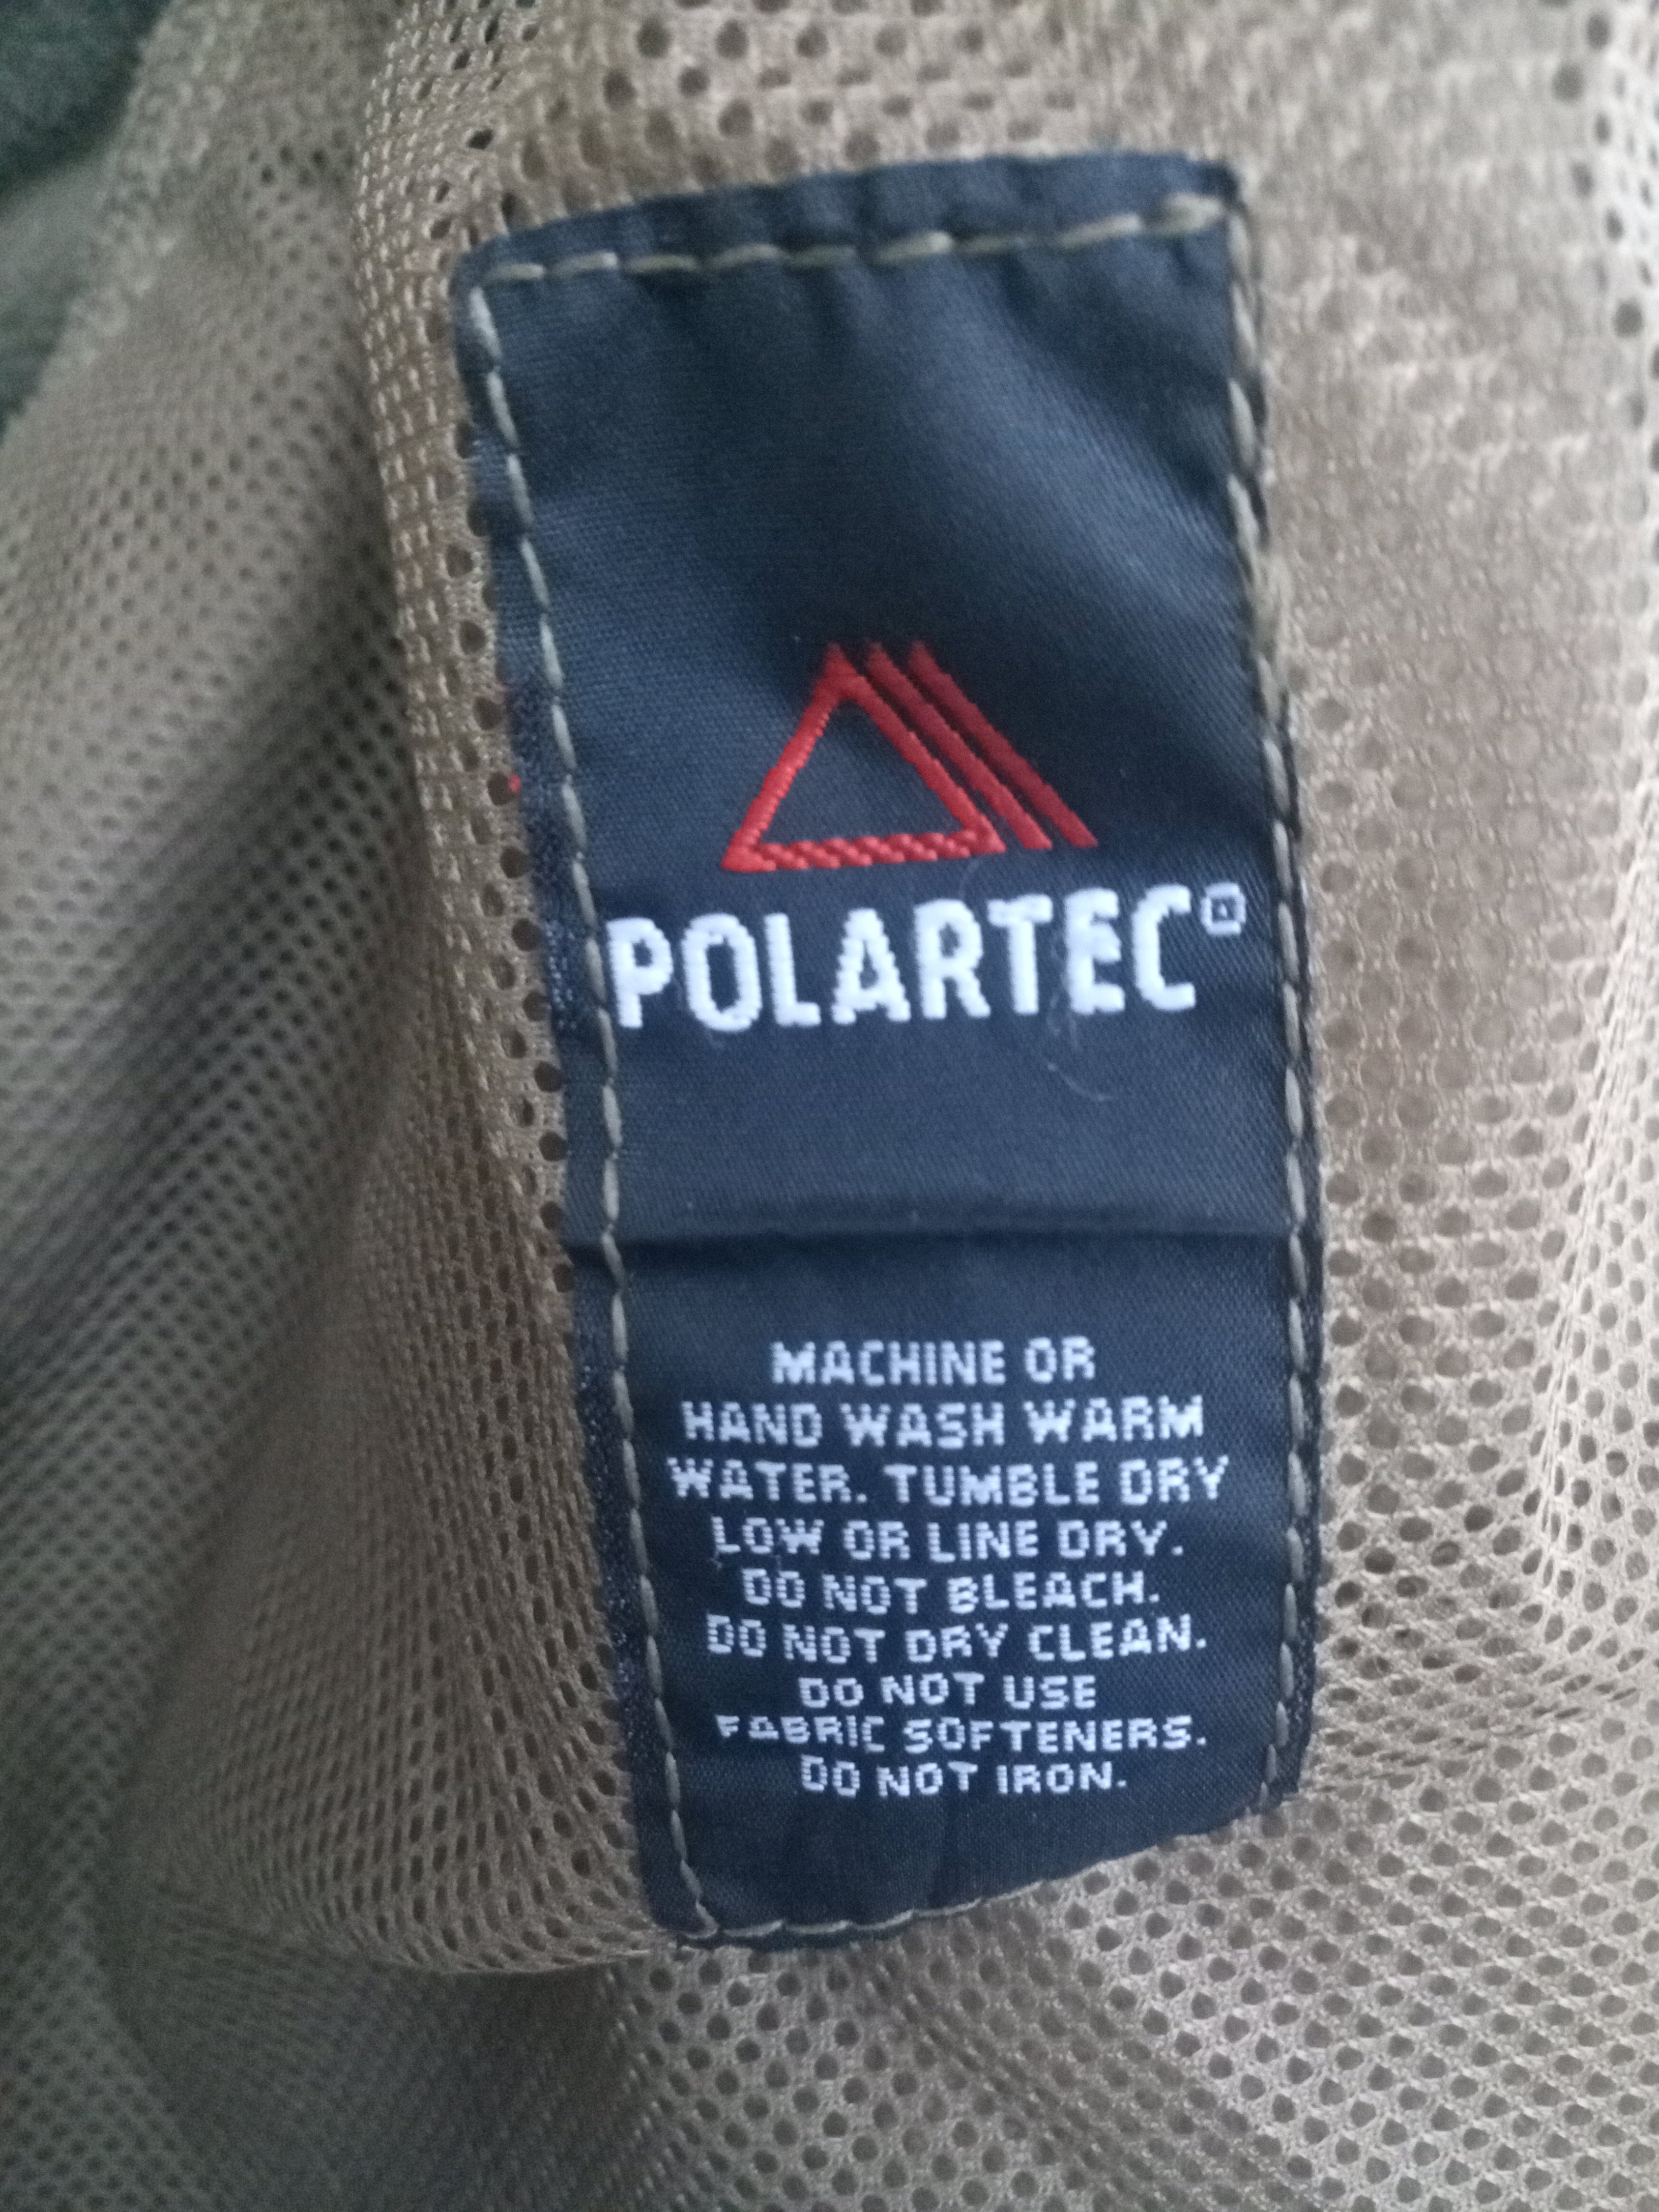 POLARTEC®
MACHINE OR
HAND WASH WARM
WATER. TUMBLE DRY
LOW OR LINE DRY.
DO NOT BLEACH.
DO NOT DRY CLEAN.
DO NOT USE
FABRIC SOFTENERS.
DO NOT IRON.